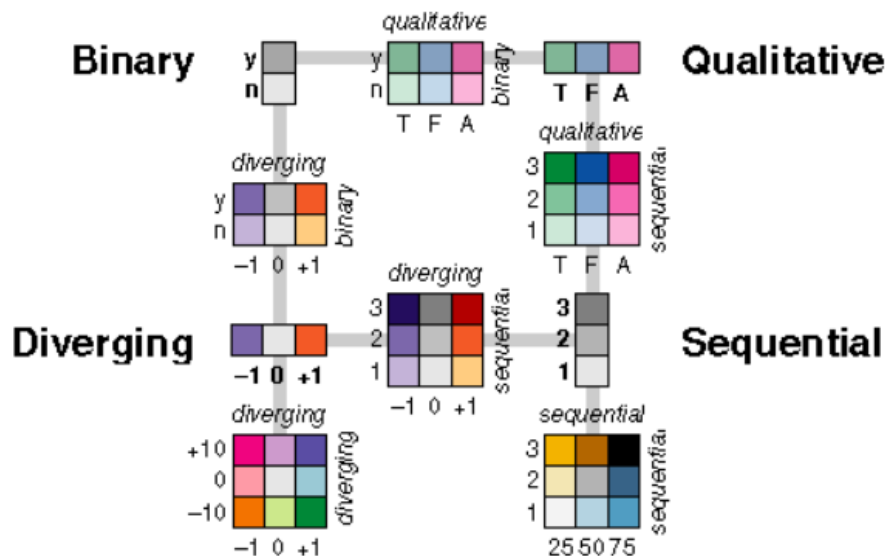 qualitative
Binary
y
n
y
n
binary
T F A
T F A
Qualitative
diverging
y
n
binary
–1 0 +1
qualitative
3
2
1
sequential
T F A
Diverging
–1 0 +1
diverging
3
2
1
sequential
–1 0 +1
3
2
1
Sequential
diverging
+10
0
–10
diverging
–1 0 +1
sequential
3
2
1
sequential
25 50 75